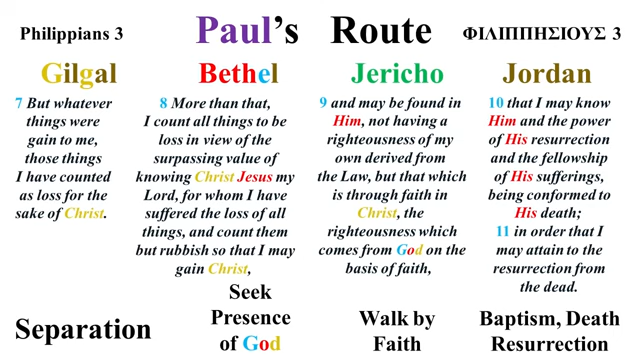 Philippians 3
Paul's Route
ΦΙΛΙΠΠΗΣΙΟΥΣ 3
Gilgal
7 But whatever
things were
gain to me,
those things
I have counted
as loss for the
sake of Christ.
Separation
Bethel
8 More than that,
I count all things to be
loss in view of the
surpassing value of
knowing Christ Jesus my
Lord, for whom I have
suffered the loss of all
things, and count them
but rubbish so that I may
gain Christ,
Seek
Presence
of God
Jericho
9 and may be found in
Him, not having a
righteousness of my
own derived from
the Law, but that which
is through faith in
Christ, the
righteousness which
comes from God on the
basis of faith,
Walk by
Faith
Jordan
10 that I may know
Him and the power
of His resurrection
and the fellowship
of His sufferings,
being conformed to
His death;
11 in order that I
may attain to the
resurrection from
the dead.
Baptism, Death
Resurrection